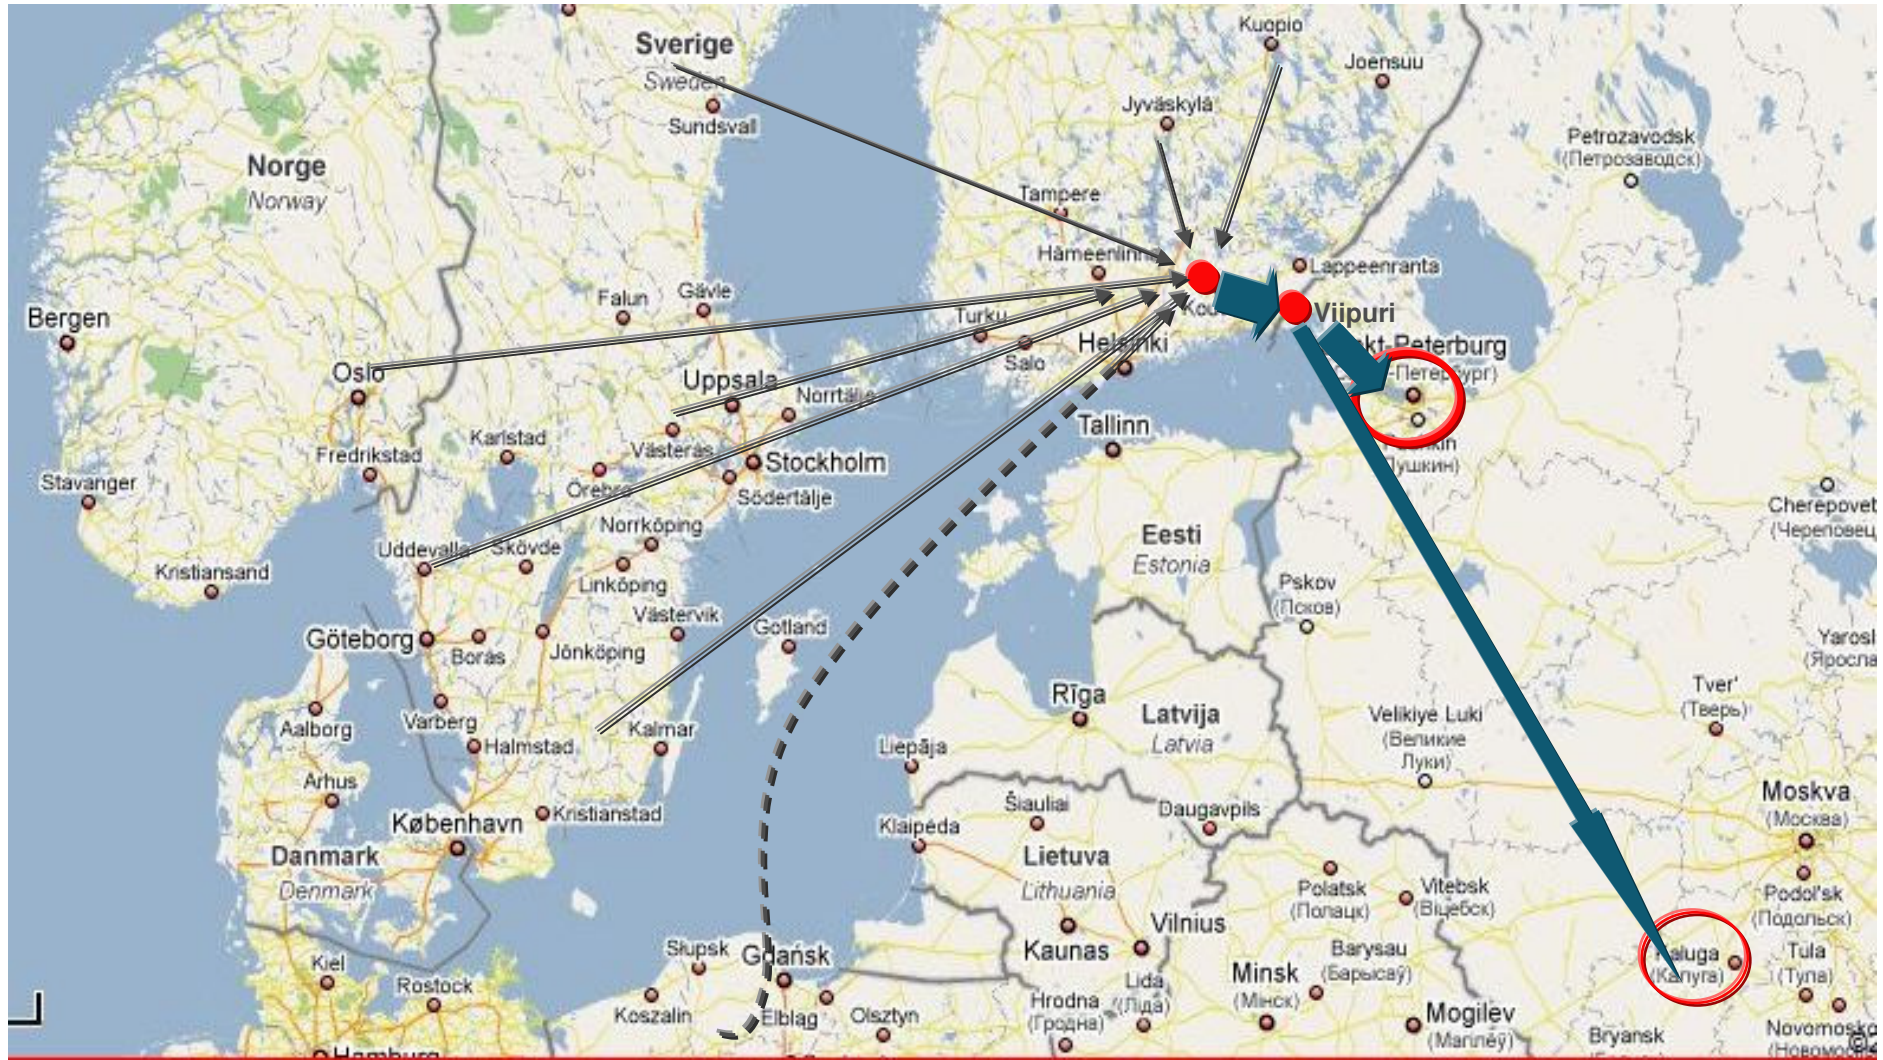 Kuopio
Sverige
Sweden
Joensuu
Sundsvall
Jyväskylä
Petrozavodsk
(Петрозаводск)
Norge
Norway
Tampere
Lappeenranta
Falun
Gävle
Bergen
Turku
Viipuri
Salo
Helsinki
Oslo
Uppsala
Norrtälje
Karlstad
Västerås
Tallinn
Fredrikstad
Stockholm
Stavanger
Örebro
Södertälje
Cherepovet
(Череповец
Norrköping
Eesti
Estonia
Uddevalla
Skövde
Kristiansand
Linköping
Pskov
(Псков)
Västervik
Gotland
Göteborg
Borås
Jönköping
Yarosl
(Яросла
Rīga
Tver'
(Тверь)
Latvija
Latvia
Velikiye Luki
(Великие
Луки)
Aalborg
Varberg
Halmstad
Kalmar
Liepāja
Århus
Šiauliai
Daugavpils
Moskva
(Москва)
Kristianstad
København
Klaipėda
Danmark
Denmark
Lietuva
Lithuania
Polatsk
(Полацк)
Vitebsk
(Віцебск)
Podol'sk
(Подольск)
Vilnius
Kaunas
Słupsk
Gdańsk
Barysau
(Барысаў)
Tula
(Тула)
Kiel
Rostock
Minsk
(Мінск)
Lida
(Ліда)
Hrodna
(Гродна)
Koszalin
Elbląg
Olsztyn
Mogilev
(Магілёў)
Bryansk
Novomosko
Hamburg